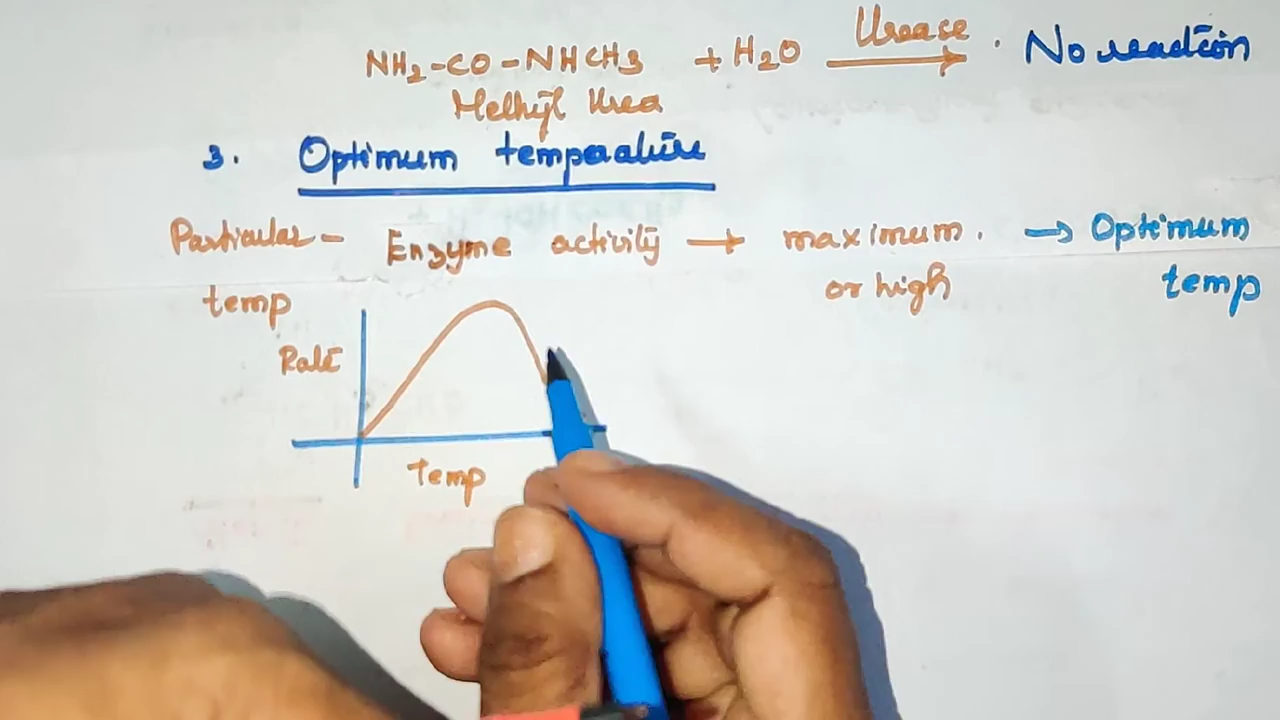 NH2-CO-NHCH3 + H2O Urease → No reaction
Methyl Urea
3. Optimum temperature
Particular - Enzyme activity → maximum. → Optimum
temp or high temp
Rate
Temp